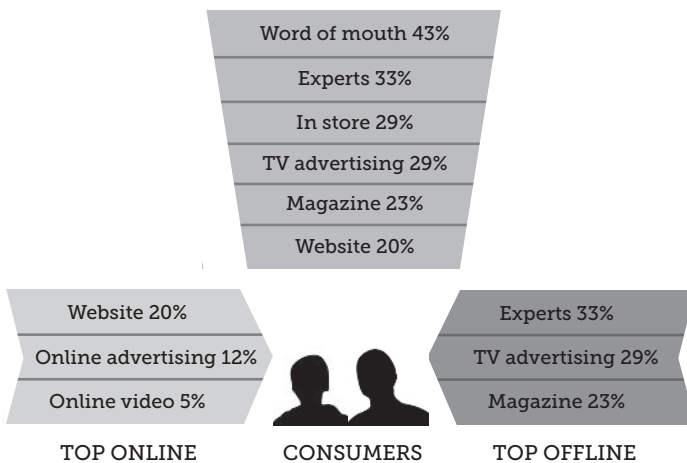 Word of mouth 43%
Experts 33%
In store 29%
TV advertising 29%
Magazine 23%
Website 20%
Website 20%
Online advertising 12%
Online video 5%
TOP ONLINE
CONSUMERS
Experts 33%
TV advertising 29%
Magazine 23%
TOP OFFLINE